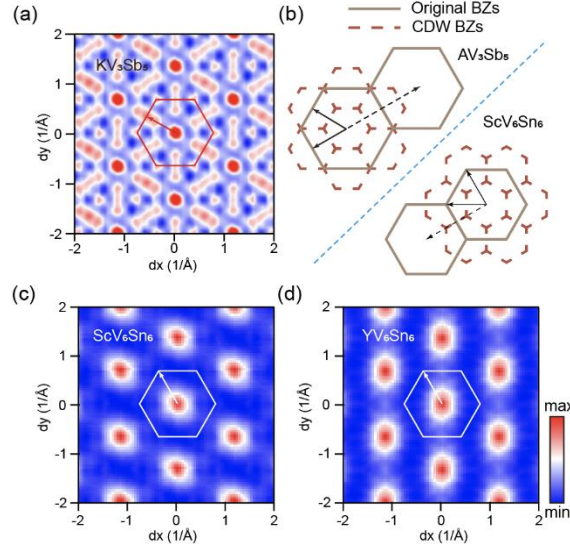 (a)
KV₃Sb₅
dy (1/Å)
2
1
0
-1
-2
-2
-1
0
1
2
dx (1/Å)
(b)
Original BZs
CDW BZs
AV₃Sb₅
ScV₆Sn₆
(c)
ScV₆Sn₆
dy (1/Å)
2
1
0
-1
-2
-2
-1
0
1
2
dx (1/Å)
(d)
YV₆Sn₆
dy (1/Å)
2
1
0
-1
-2
-2
-1
0
1
2
dx (1/Å)
max
min